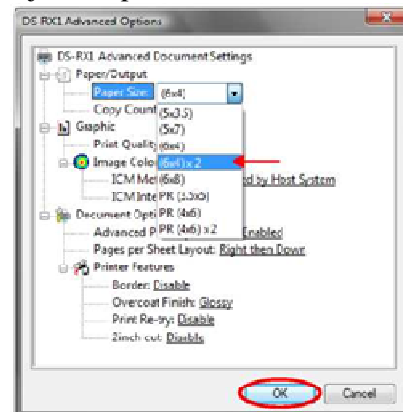 DS-RX1 Advanced Options
DS-RX1 Advanced Document Settings
Paper/Output
Paper Size: (6x4)
Copy Count
(5x3.5)
(5x7)
Graphic
Print Quality
(6x4)
Image Colo
(6x4) x 2
ICM Met
(6x8)
ed by Host System
ICM Inte
PR (3.5x5)
Document Opti
PR (4x6)
Advanced P
PR (4x6) x 2
Enabled
Pages per Sheet Layout: Right then Down
Printer Features
Border: Disable
Overcoat Finish: Glossy
Print Re-try: Disable
2inch cut: Disable
OK
Cancel